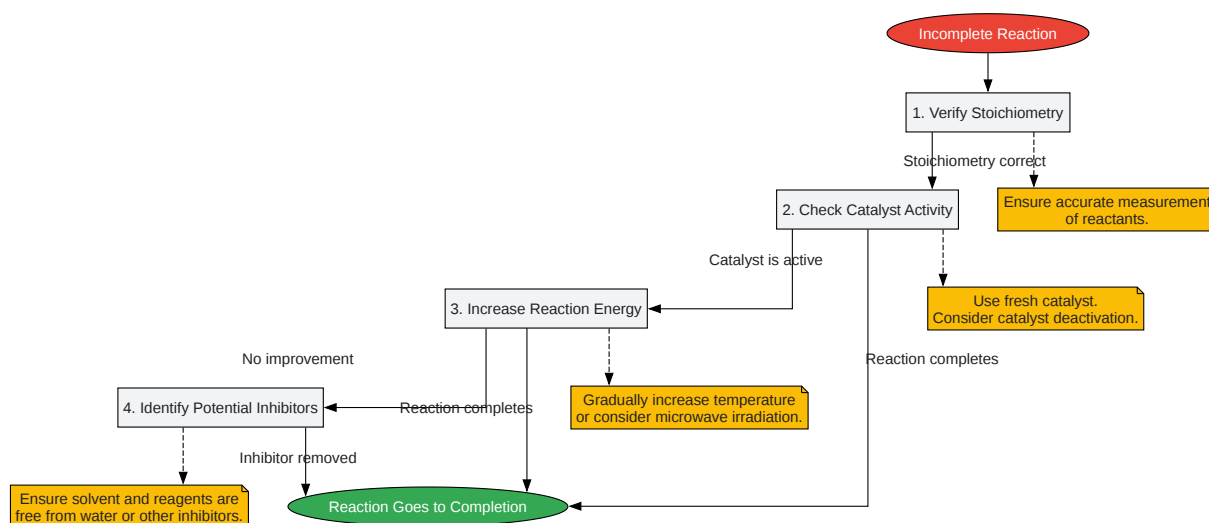 Incomplete Reaction
1. Verify Stoichiometry
Stoichiometry correct
Ensure accurate measurement
of reactants.
2. Check Catalyst Activity
Catalyst is active
Use fresh catalyst.
Consider catalyst deactivation.
3. Increase Reaction Energy
No improvement
Reaction completes
Gradually increase temperature
or consider microwave irradiation.
4. Identify Potential Inhibitors
Reaction completes
Inhibitor removed
Ensure solvent and reagents are
free from water or other inhibitors.
Reaction Goes to Completion